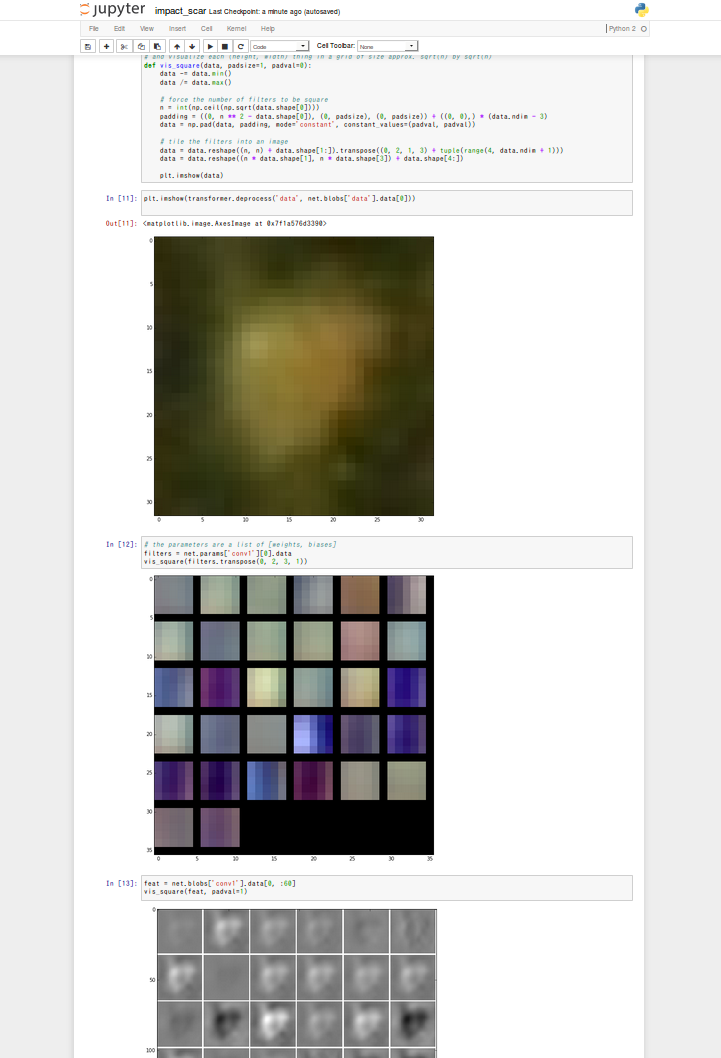 jupyter impact_scar Last Checkpoint: a minute ago (autosaved)
File Edit View Insert Cell Kernel Help Python 2
Code Cell Toolbar: None
# and visualize each (height, width) thing in a grid of size approx. sqrt(n) by sqrt(n)
def vis_square(data, padsize=1, padval=0):
data -= data.min()
data /= data.max()
# force the number of filters to be square
n = int(np.ceil(np.sqrt(data.shape[0])))
padding = ((0, n ** 2 - data.shape[0]), (0, padsize), (0, padsize)) + ((0, 0),) * (data.ndim - 3)
data = np.pad(data, padding, mode="constant", constant_values=(padval, padval))
# tile the filters into an image
data = data.reshape((n, n) + data.shape[1:]).transpose((0, 2, 1, 3) + tuple(range(4, data.ndim + 1)))
data = data.reshape((n * data.shape[1], n * data.shape[3]) + data.shape[4:])
plt.imshow(data)
In [11]: plt.imshow(transformer.deprocess("data", net.blobs["data"].data[0]))
Out[11]: <matplotlib.image.AxesImage at 0x7f1a576d3390>
0
5
10
15
20
25
30
0 5 10 15 20 25 30
In [12]: # the parameters are a list of [weights, biases]
filters = net.params["conv1"][0].data
vis_square(filters.transpose(0, 2, 3, 1))
0
5
10
15
20
25
30
35
0 5 10 15 20 25 30 35
In [13]: feat = net.blobs["conv1"].data[0, :60]
vis_square(feat, padval=1)
0
50
100